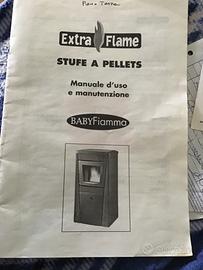 Extra Flame
STUFE A PELLETS
Manuale d'uso
e manutenzione
BABYFiamma